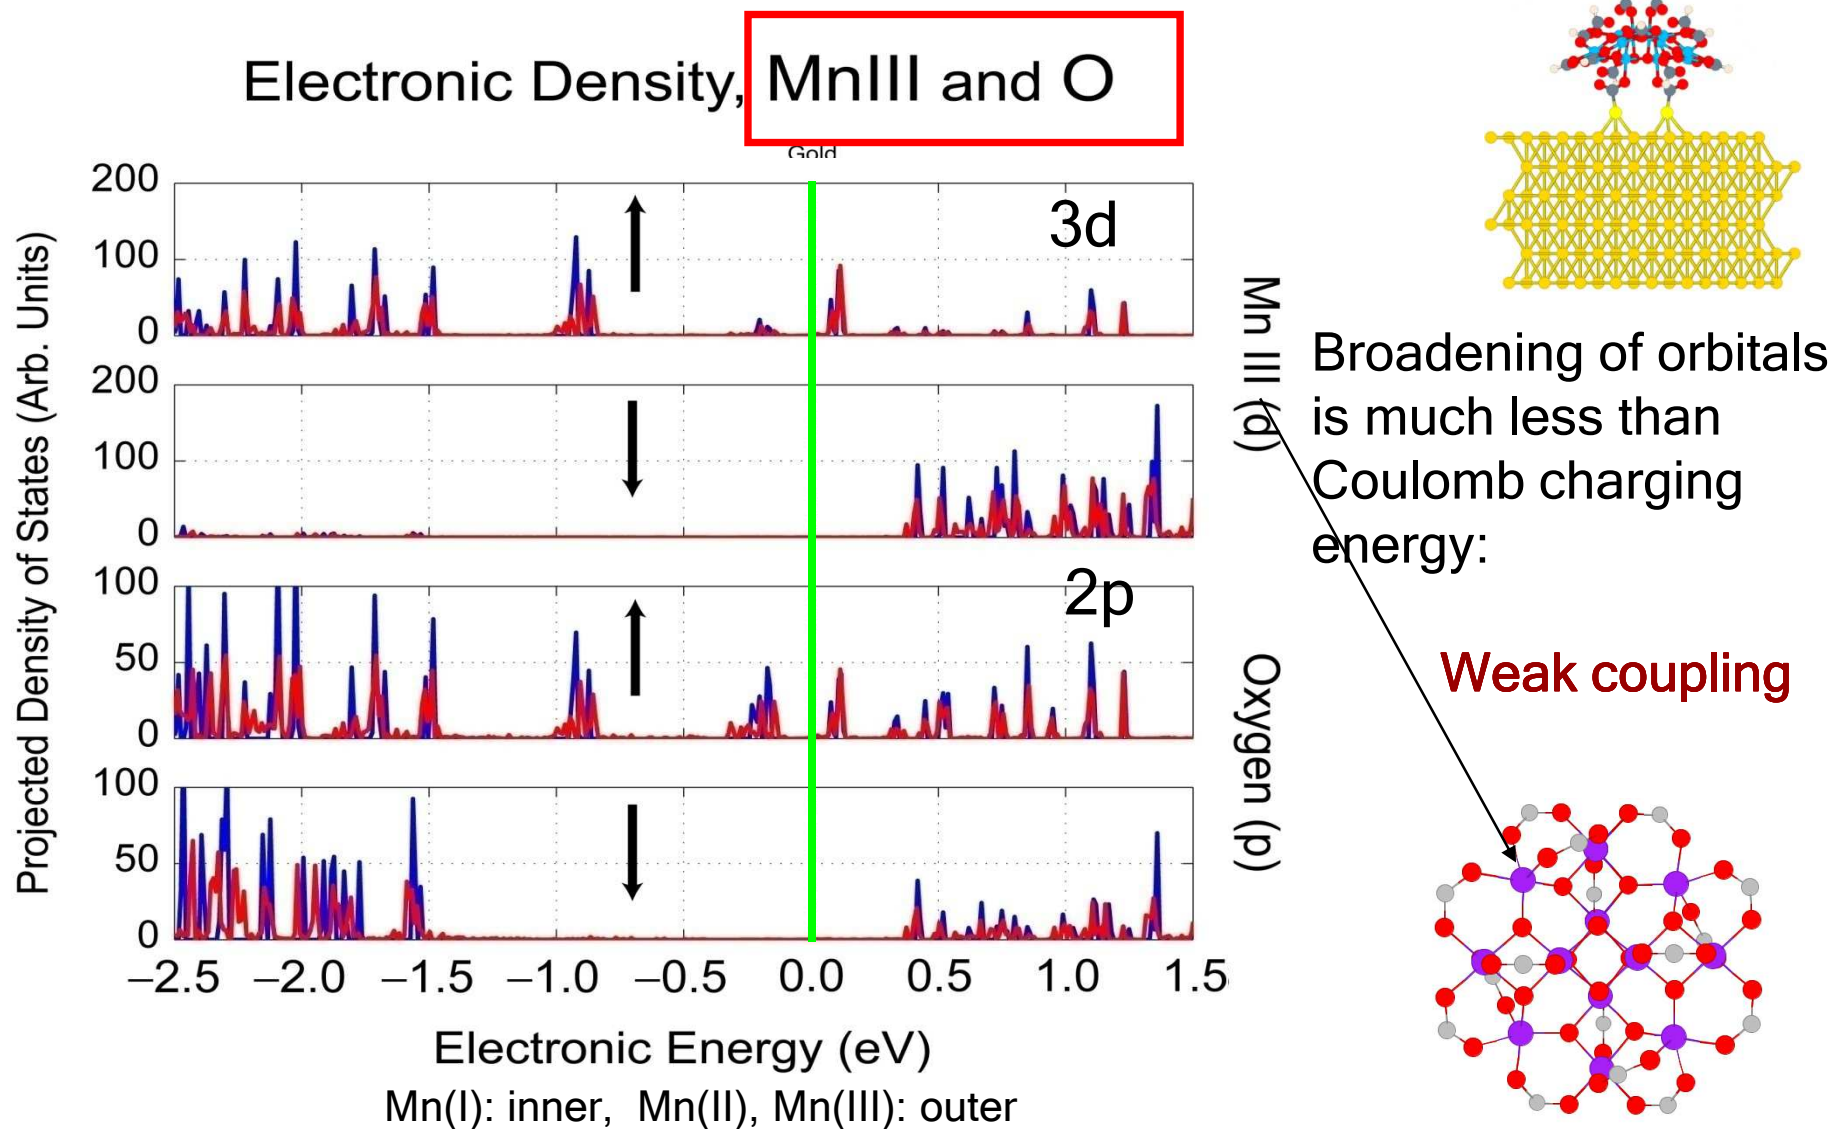 Electronic Density, MnIII and O
Gold
Projected Density of States (Arb. Units)
200
100
0
3d
Mn III (d)
200
100
0
100
50
0
2p
Oxygen (p)
100
50
0
–2.5 –2.0 –1.5 –1.0 –0.5 0.0 0.5 1.0 1.5
Electronic Energy (eV)
Mn(I): inner, Mn(II), Mn(III): outer
Broadening of orbitals
is much less than
Coulomb charging
energy:
Weak coupling